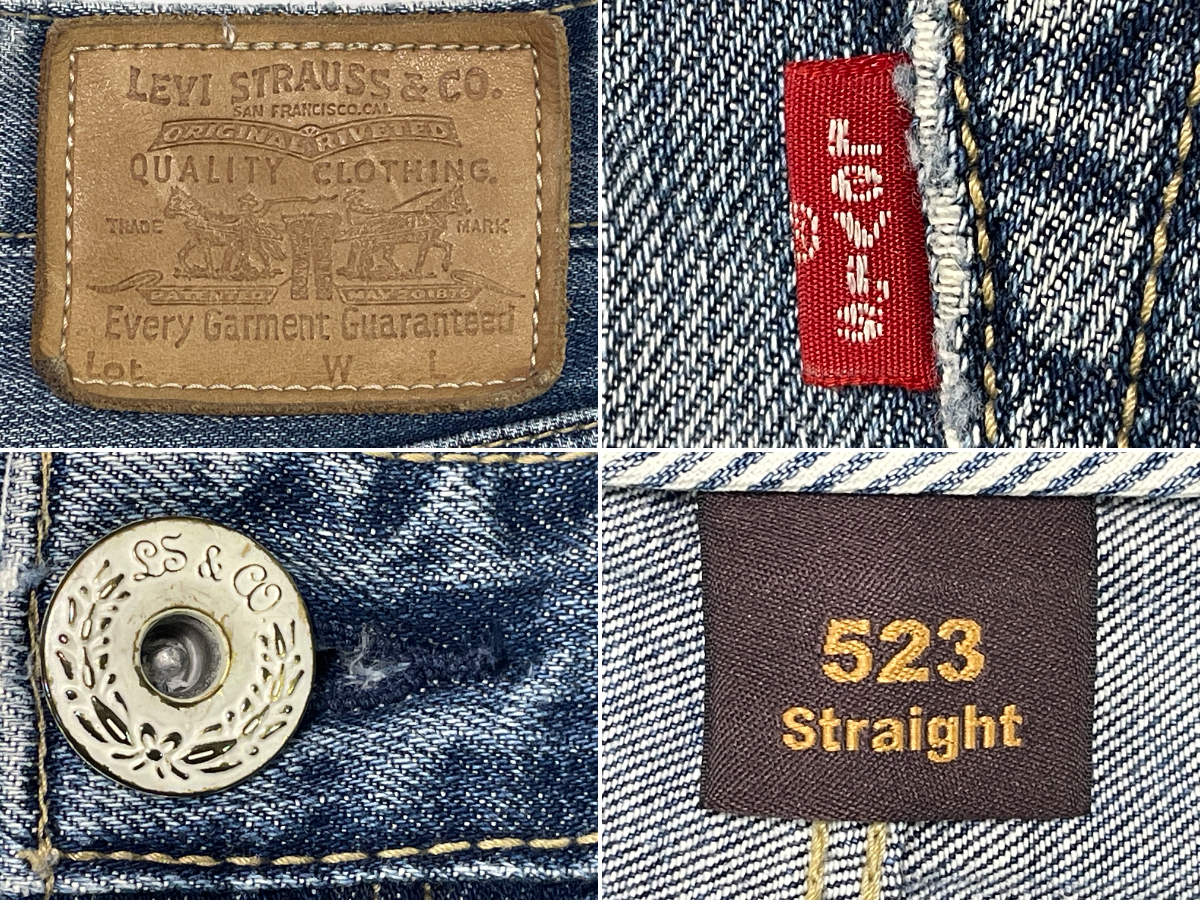 LEVI STRAUSS & CO.
SAN FRANCISCO.CAL.
ORIGINAL RIVETED
QUALITY CLOTHING.
TRADE MARK
PATENTED MAY 20 1873
Every Garment Guaranteed
Lot W L
LEVI'S
®
LS & CO
523
Straight